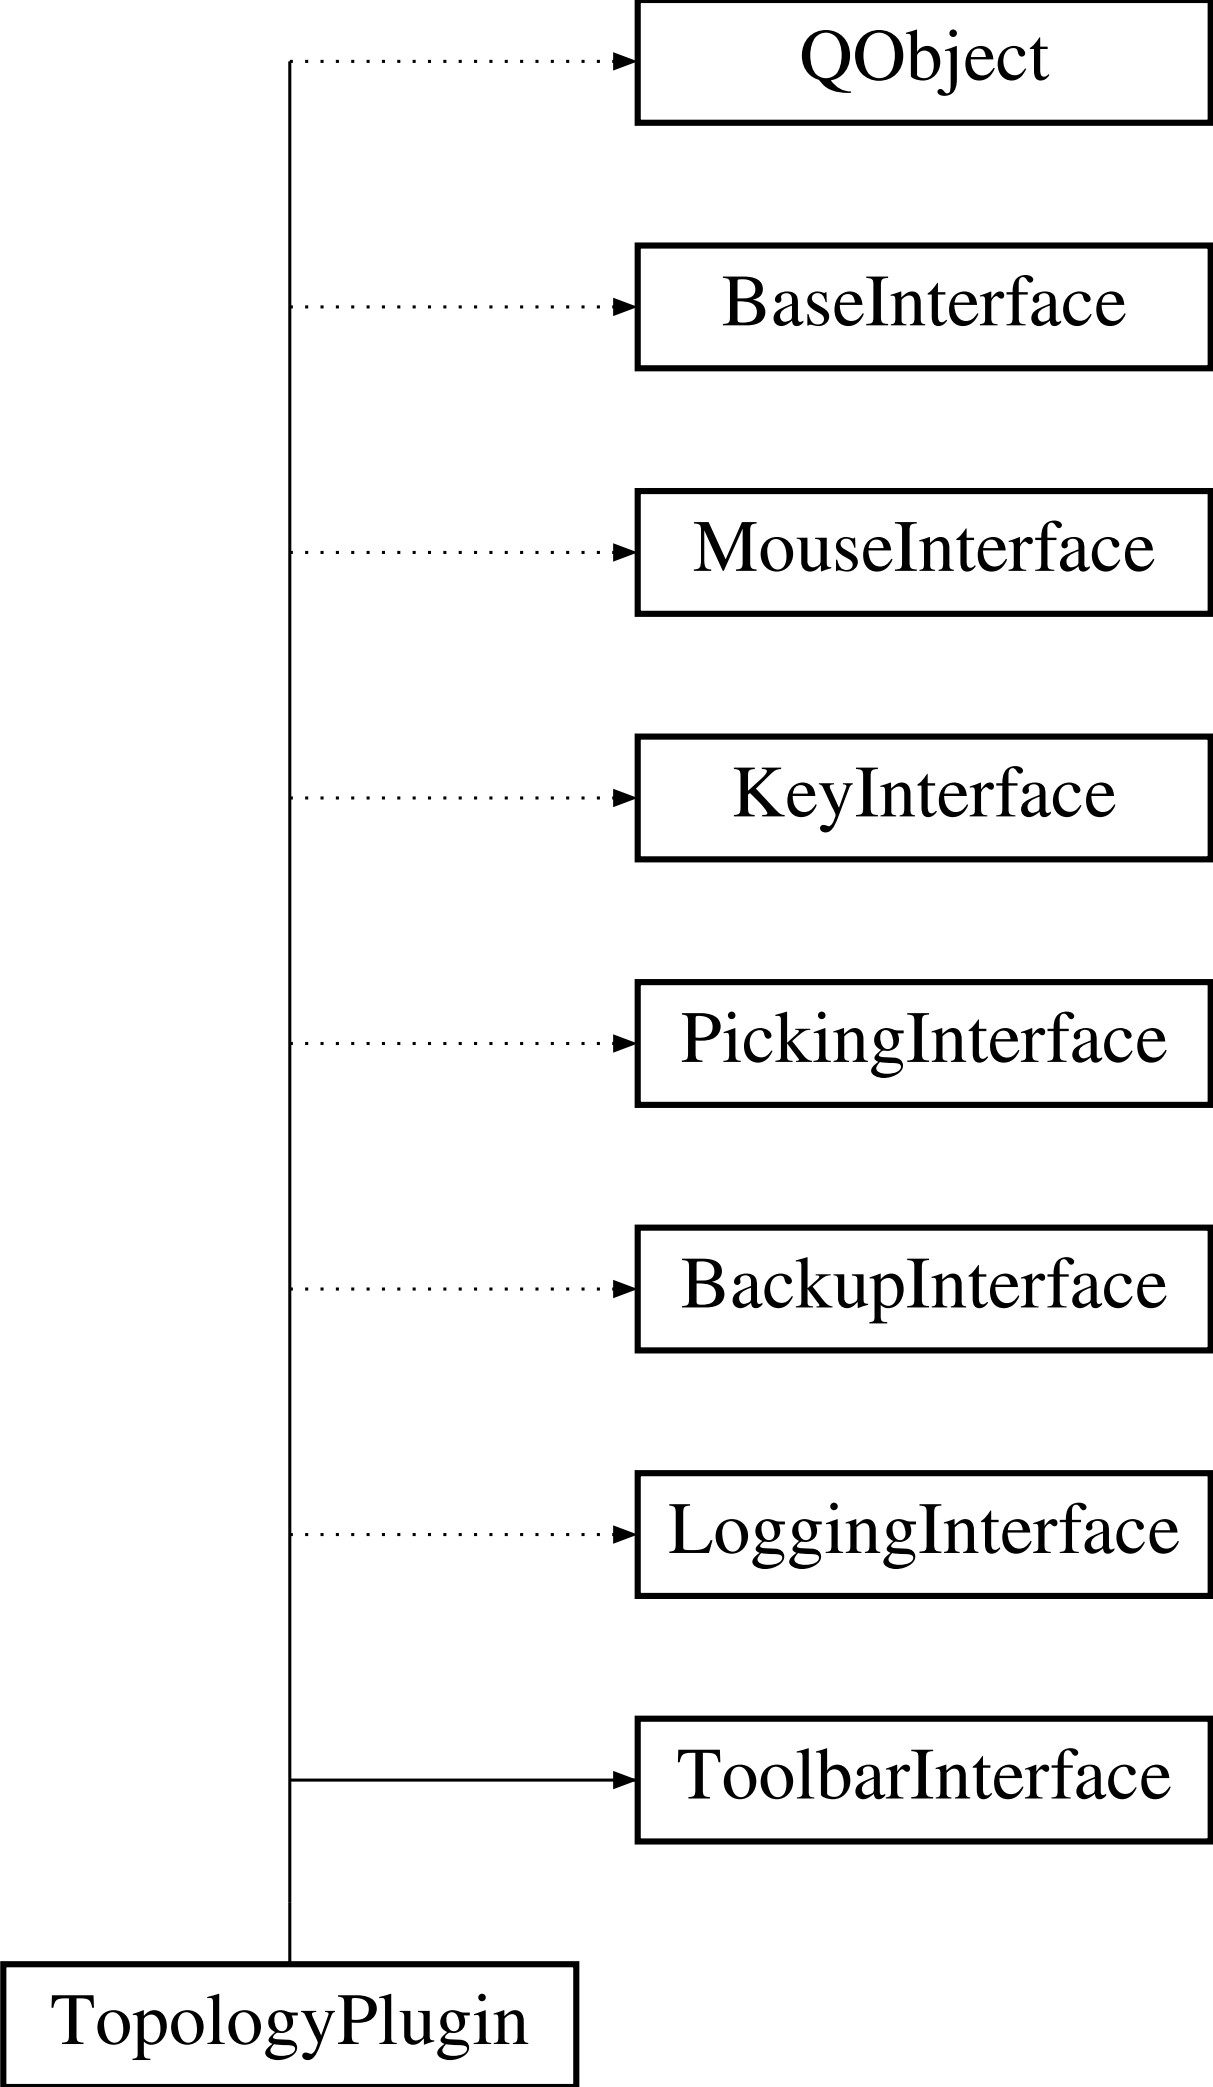 QObject
BaseInterface
MouseInterface
KeyInterface
PickingInterface
BackupInterface
LoggingInterface
ToolbarInterface
TopologyPlugin